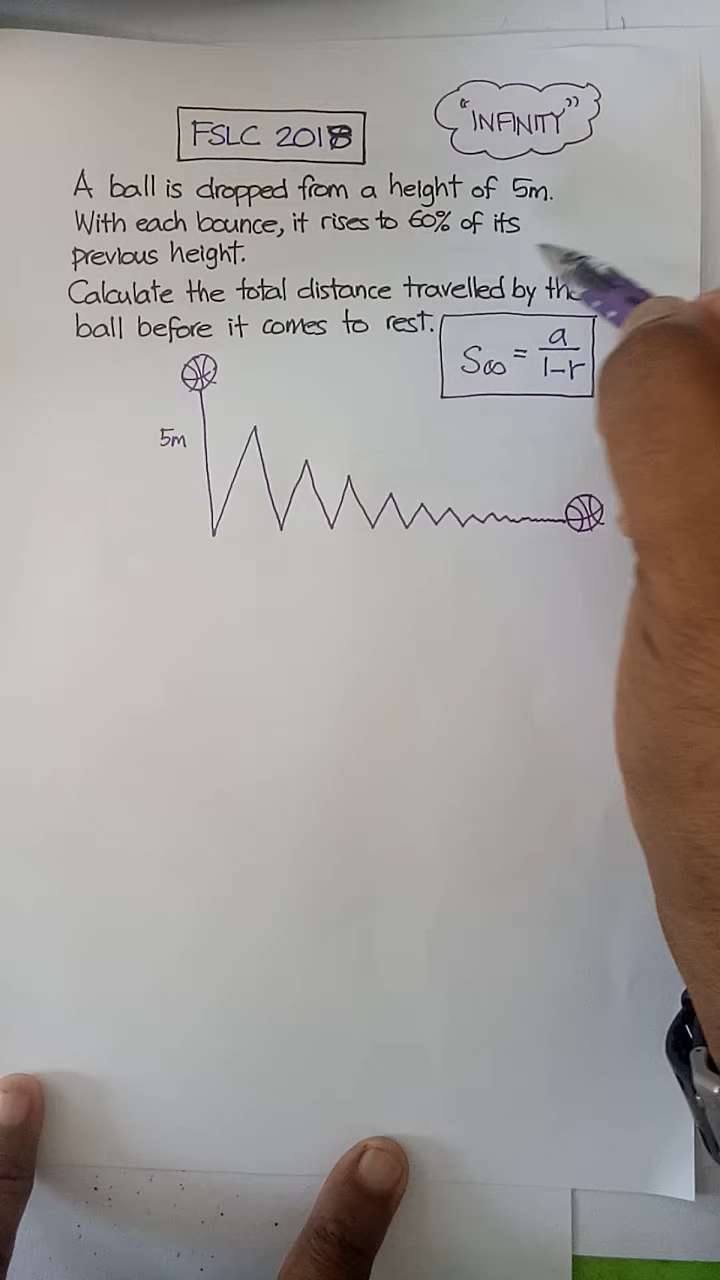 FSLC 2018
“INFINITY”
A ball is dropped from a height of 5m.
With each bounce, it rises to 60% of its
previous height.
Calculate the total distance travelled by the
ball before it comes to rest.
S∞ = a/1-r
5m